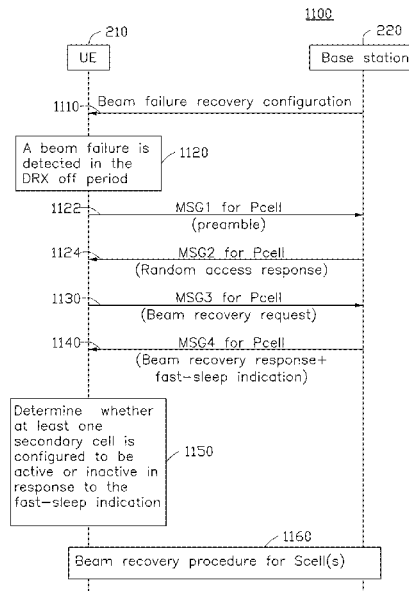 1100
210
220
UE
Base station
1110
Beam failure recovery configuration
A beam failure is
detected in the
DRX off period
1120
1122
MSG1 for Pcell
(preamble)
1124
MSG2 for Pcell
(Random access response)
1130
MSG3 for Pcell
(Beam recovery request)
1140
MSG4 for Pcell
(Beam recovery response+
fast-sleep indication)
Determine whether
at least one
secondary cell is
configured to be
active or inactive in
response to the
fast-sleep indication
1150
1160
Beam recovery procedure for Scell(s)